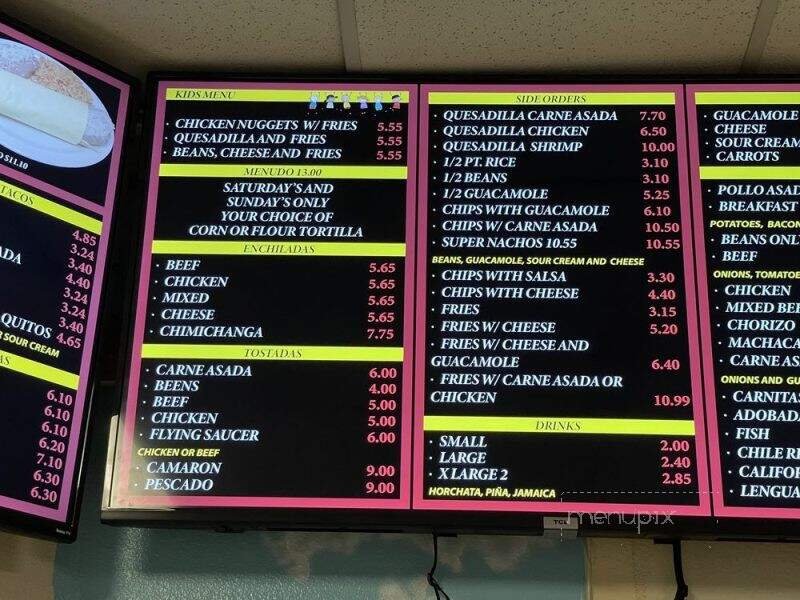 O $11.10
TACOS
4.85
3.24
ADA 3.40
4.40
3.24
3.24
3.40
QUITOS 4.65
SOUR CREAM
AS
6.10
6.10
6.10
6.20
7.10
6.30
6.30
KIDS MENU
· CHICKEN NUGGETS W/ FRIES 5.55
· QUESADILLA AND FRIES 5.55
· BEANS, CHEESE AND FRIES 5.55
MENUDO 13.00
SATURDAY'S AND
SUNDAY'S ONLY
YOUR CHOICE OF
CORN OR FLOUR TORTILLA
ENCHILADAS
· BEEF 5.65
· CHICKEN 5.65
· MIXED 5.65
· CHEESE 5.65
· CHIMICHANGA 7.75
TOSTADAS
· CARNE ASADA 6.00
· BEENS 4.00
· BEEF 5.00
· CHICKEN 5.00
· FLYING SAUCER 6.00
CHICKEN OR BEEF
· CAMARON 9.00
· PESCADO 9.00
SIDE ORDERS
· QUESADILLA CARNE ASADA 7.70
· QUESADILLA CHICKEN 6.50
· QUESADILLA SHRIMP 10.00
· 1/2 PT. RICE 3.10
· 1/2 BEANS 3.10
· 1/2 GUACAMOLE 5.25
· CHIPS WITH GUACAMOLE 6.10
· CHIPS W/ CARNE ASADA 10.50
· SUPER NACHOS 10.55 10.55
BEANS, GUACAMOLE, SOUR CREAM AND CHEESE
· CHIPS WITH SALSA 3.30
· CHIPS WITH CHEESE 4.40
· FRIES 3.15
· FRIES W/ CHEESE 5.20
· FRIES W/ CHEESE AND
GUACAMOLE 6.40
· FRIES W/ CARNE ASADA OR
CHICKEN 10.99
DRINKS
· SMALL 2.00
· LARGE 2.40
· X LARGE 2 2.85
HORCHATA, PIÑA, JAMAICA
· GUACAMOLE
· CHEESE
· SOUR CREAM
· CARROTS
· POLLO ASAD
· BREAKFAST
POTATOES, BACON
· BEANS ONL
· BEEF
ONIONS, TOMATOE
· CHICKEN
· MIXED BEE
· CHORIZO
· MACHACA
· CARNE AS
ONIONS AND GU
· CARNITAS
· ADOBADA
· FISH
· CHILE RE
· CALIFOR
· LENGUA
TCL
menupix